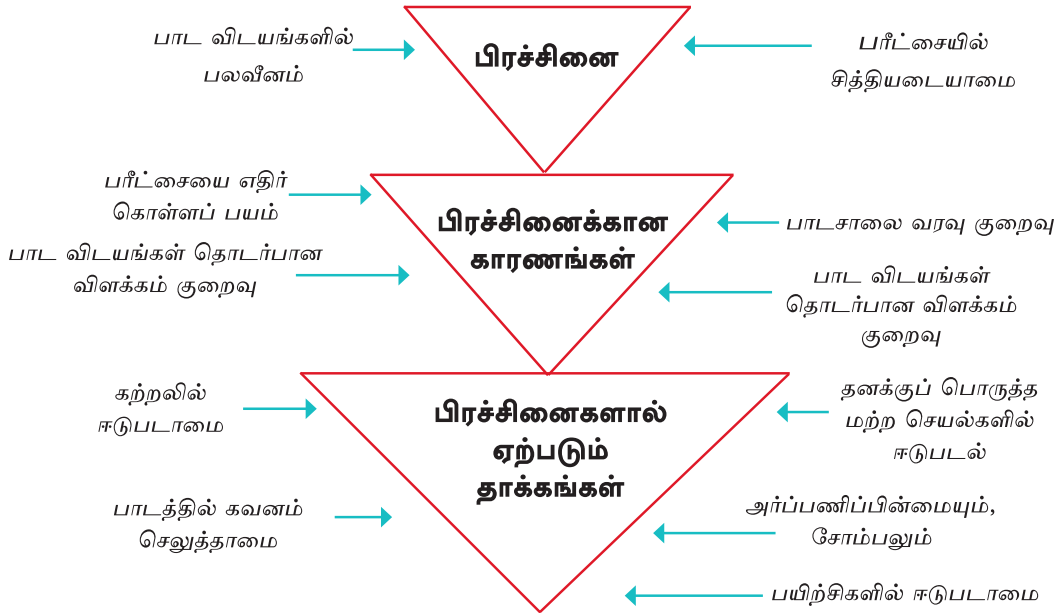 பாட விடயங்களில்
பலவீனம்
பிரச்சினை
பரீட்சையில்
சித்தியடையாமை
பரீட்சையை எதிர்
கொள்ளப் பயம்
பாட விடயங்கள் தொடர்பான
விளக்கம் குறைவு
பிரச்சினைக்கான
காரணங்கள்
பாடசாலை வரவு குறைவு
பாட விடயங்கள்
தொடர்பான விளக்கம்
குறைவு
கற்றலில்
ஈடுபடாமை
பாடத்தில் கவனம்
செலுத்தாமை
பிரச்சினைகளால்
ஏற்படும்
தாக்கங்கள்
தனக்குப் பொருத்த
மற்ற செயல்களில்
ஈடுபடல்
அர்ப்பணிப்பின்மையும்,
சோம்பலும்
பயிற்சிகளில் ஈடுபடாமை